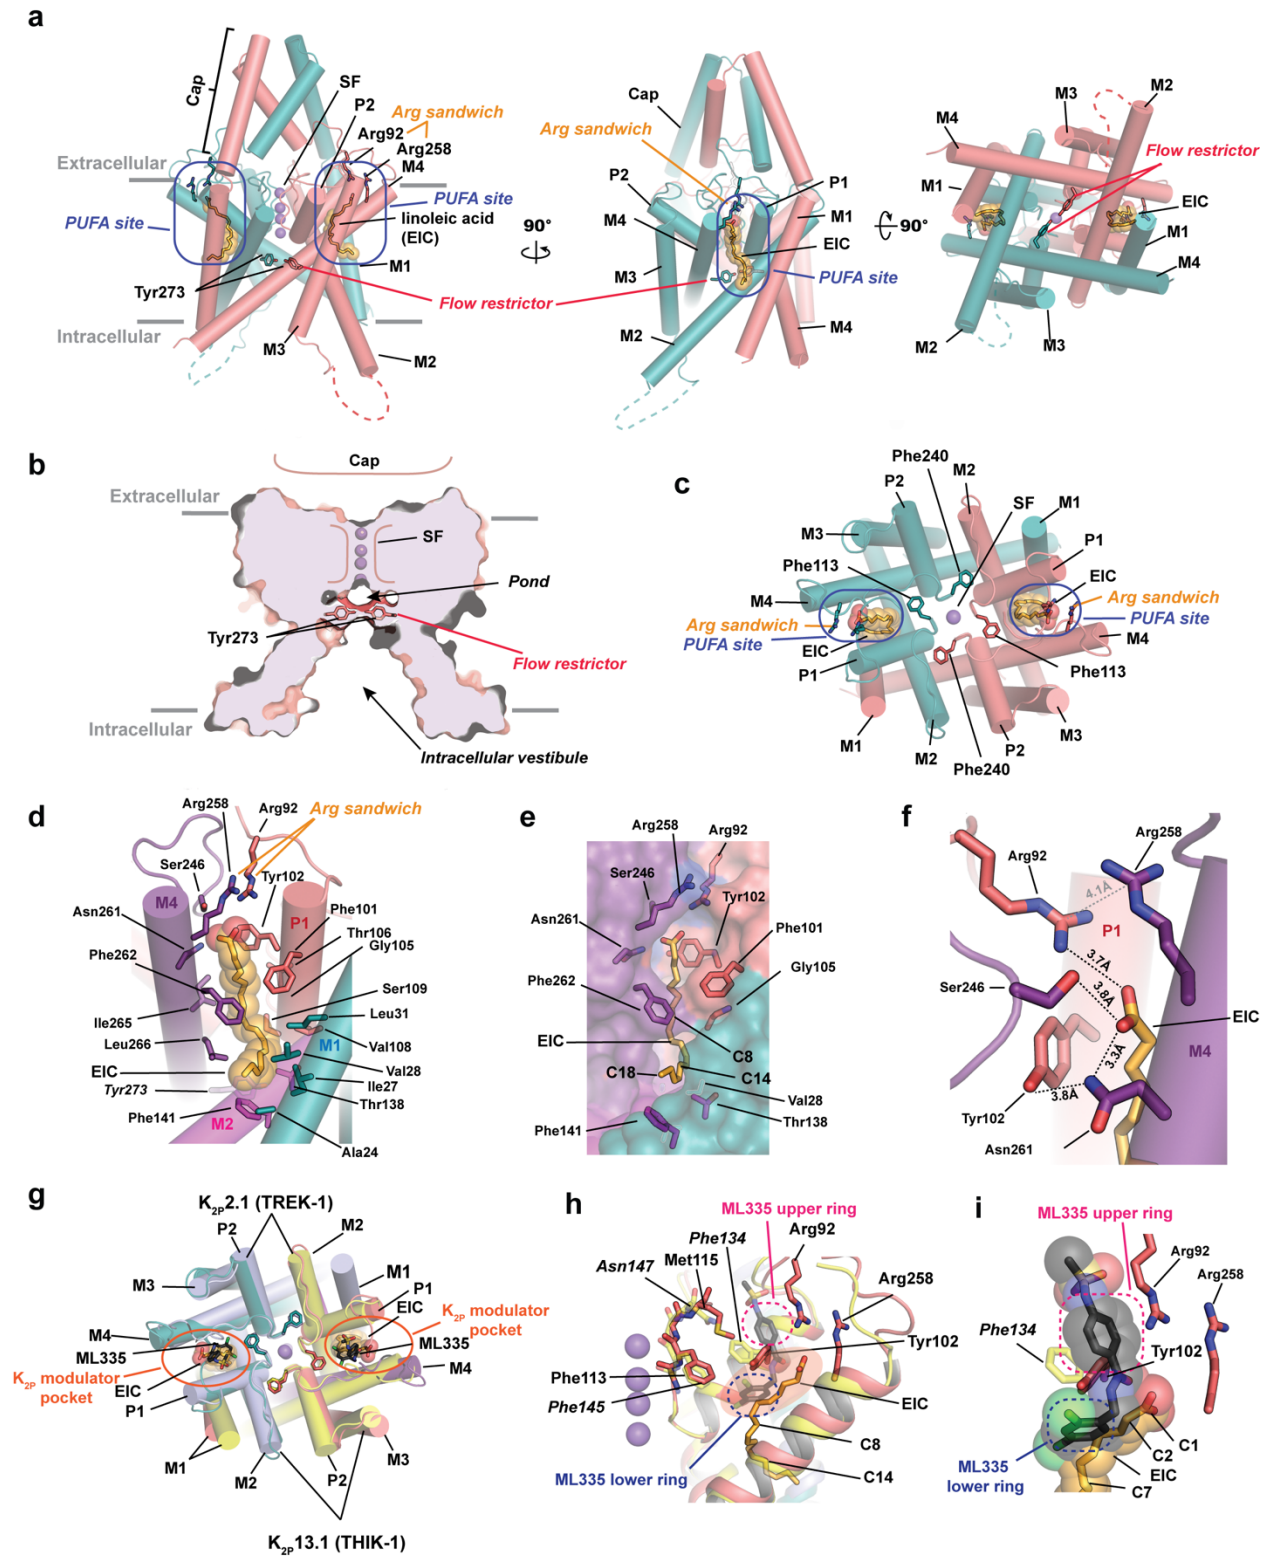 a
Cap
SF
P2
Arg sandwich
Arg92
Arg258
M4
Extracellular
PUFA site
PUFA site
linoleic acid
(EIC)
M1
Tyr273
Flow restrictor
Intracellular
M3
M2
90°
Cap
Arg sandwich
P2
P1
M4
M1
EIC
M3
PUFA site
M2
M4
90°
M3
M2
M4
Flow restrictor
M1
EIC
M1
M4
M2
M3
b
Cap
Extracellular
SF
Pond
Tyr273
Flow restrictor
Intracellular
Intracellular vestibule
c
Phe240
M2
P2
SF
M1
M3
P1
Phe113
EIC
M4
Arg sandwich
Arg sandwich
PUFA site
PUFA site
EIC
M4
P1
Phe113
M1
M3
M2
P2
Phe240
d
Arg258
Arg92
Arg sandwich
Ser246
Tyr102
M4
Asn261
P1
Phe101
Thr106
Phe262
Gly105
Ser109
Ile265
Leu31
Leu266
M1
Val108
EIC
Val28
Tyr273
Ile27
Thr138
Phe141
M2
Ala24
e
Arg258
Arg92
Ser246
Tyr102
Asn261
Phe101
Phe262
Gly105
EIC
C8
C18
C14
Val28
Thr138
Phe141
f
Arg258
Arg92
4.1Å
P1
3.7Å
Ser246
3.8Å
EIC
3.3Å
M4
3.8Å
Tyr102
Asn261
g
K2P2.1 (TREK-1)
P2
M2
M3
M1
P1
EIC
K2P modulator
pocket
M4
ML335
ML335
M4
K2P modulator
pocket
EIC
P1
M1
M3
M2
P2
K2P13.1 (THIK-1)
h
ML335 upper ring
Phe134
Arg92
Asn147
Met115
Arg258
Tyr102
Phe113
Phe145
EIC
C8
ML335 lower ring
C14
i
ML335 upper ring
Arg92
Arg258
Phe134
Tyr102
C1
C2
ML335
lower ring
EIC
C7